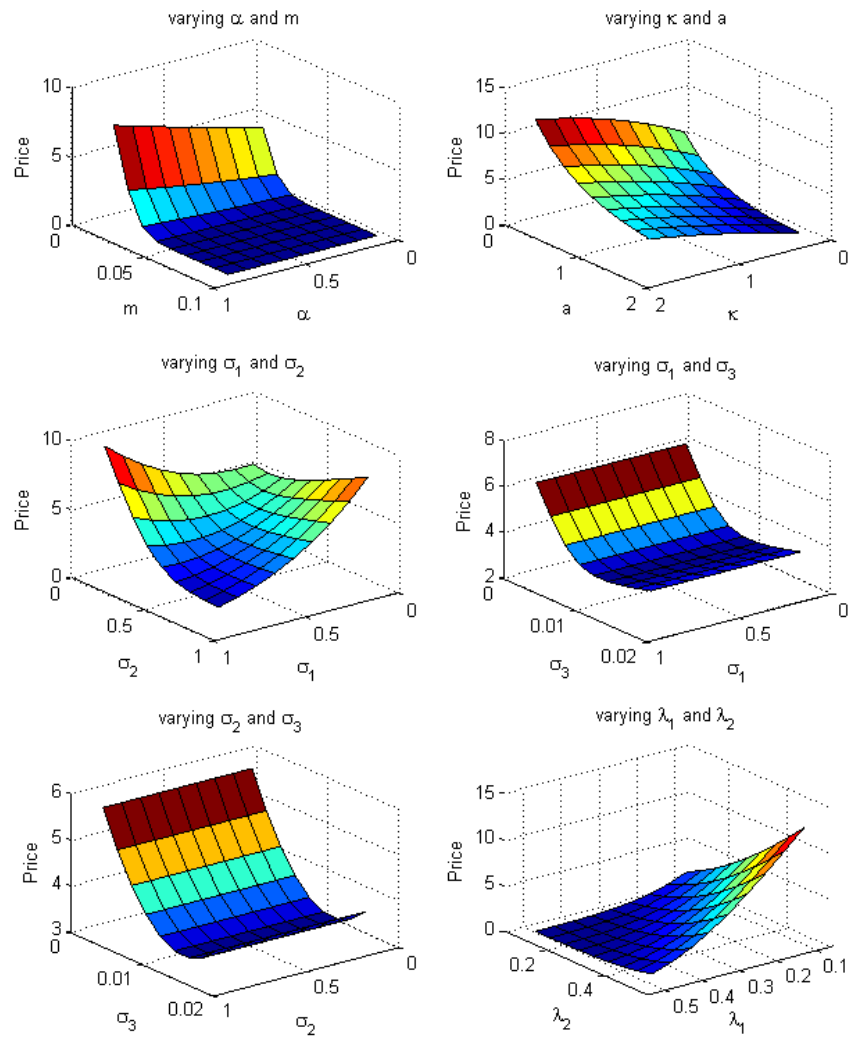 varying α and m
10
5
0
Price
0
0.05
0.1
m
1
0.5
0
α
varying κ and a
15
10
5
0
Price
0
1
2
a
2
1
0
κ
varying σ1 and σ2
10
5
0
Price
0
0.5
1
σ2
1
0.5
0
σ1
varying σ1 and σ3
8
6
4
2
Price
0
0.01
0.02
σ3
1
0.5
0
σ1
varying σ2 and σ3
6
5
4
3
Price
0
0.01
0.02
σ3
1
0.5
0
σ2
varying λ1 and λ2
15
10
5
0
Price
0.2
0.4
λ2
0.5
0.4
0.3
0.2
0.1
λ1